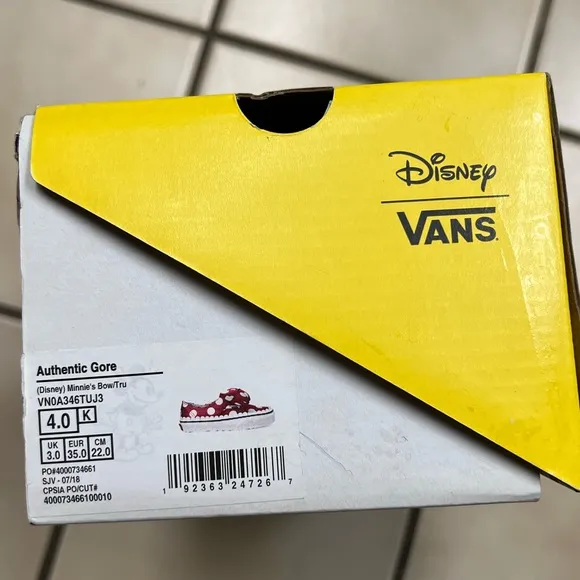 Disney
VANS
Authentic Gore
(Disney) Minnie's Bow/Tru
VN0A346TUJ3
4.0 K
UK EUR CM
3.0 35.0 22.0
PO#4000734661
SJV - 07/18
CPSIA PO/CUT#
400073466100010
1 92363 24726 7